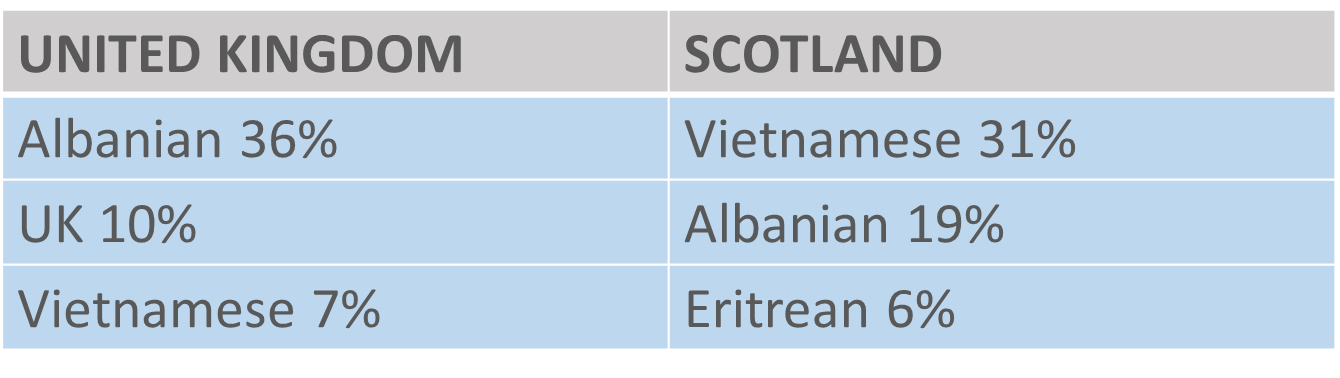 UNITED KINGDOM SCOTLAND
Albanian 36% Vietnamese 31%
UK 10% Albanian 19%
Vietnamese 7% Eritrean 6%